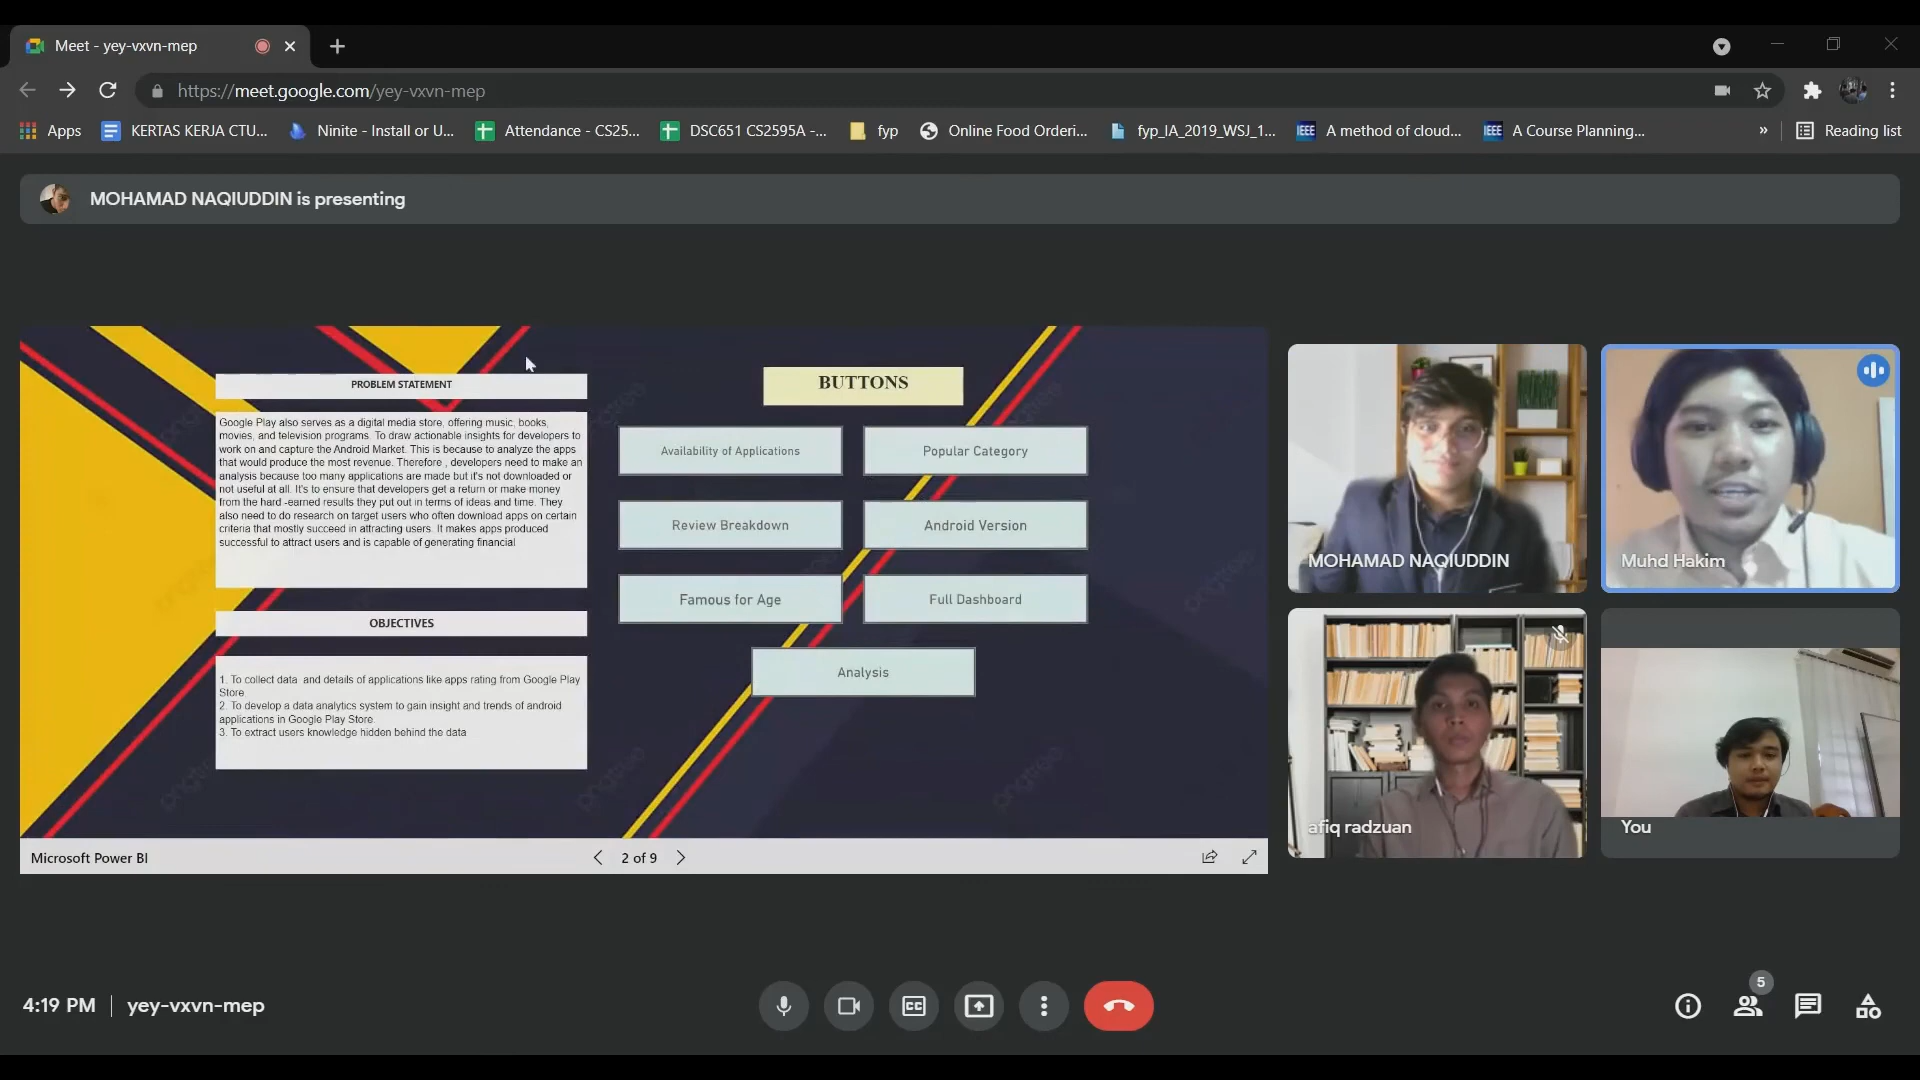 Meet - yey-vxvn-mep
https://meet.google.com/yey-vxvn-mep
Apps
KERTAS KERJA CTU...
Ninite - Install or U...
Attendance - CS25...
DSC651 CS2595A -...
fyp
Online Food Orderi...
fyp_IA_2019_WSJ_1...
IEEE
A method of cloud...
IEEE
A Course Planning...
»
Reading list
MOHAMAD NAQIUDDIN is presenting
PROBLEM STATEMENT
Google Play also serves as a digital media store, offering music, books,
movies, and television programs. To draw actionable insights for developers to
work on and capture the Android Market. This is because to analyze the apps
that would produce the most revenue. Therefore , developers need to make an
analysis because too many applications are made but it's not downloaded or
not useful at all. It's to ensure that developers get a return or make money
from the hard -earned results they put out in terms of ideas and time. They
also need to do research on target users who often download apps on certain
criteria that mostly succeed in attracting users. It makes apps produced
successful to attract users and is capable of generating financial
OBJECTIVES
1. To collect data and details of applications like apps rating from Google Play
Store
2. To develop a data analytics system to gain insight and trends of android
applications in Google Play Store.
3. To extract users knowledge hidden behind the data
BUTTONS
Availability of Applications
Popular Category
Review Breakdown
Android Version
Famous for Age
Full Dashboard
Analysis
Microsoft Power BI
2 of 9
MOHAMAD NAQIUDDIN
Muhd Hakim
afiq radzuan
You
4:19 PM
yey-vxvn-mep
CC
5